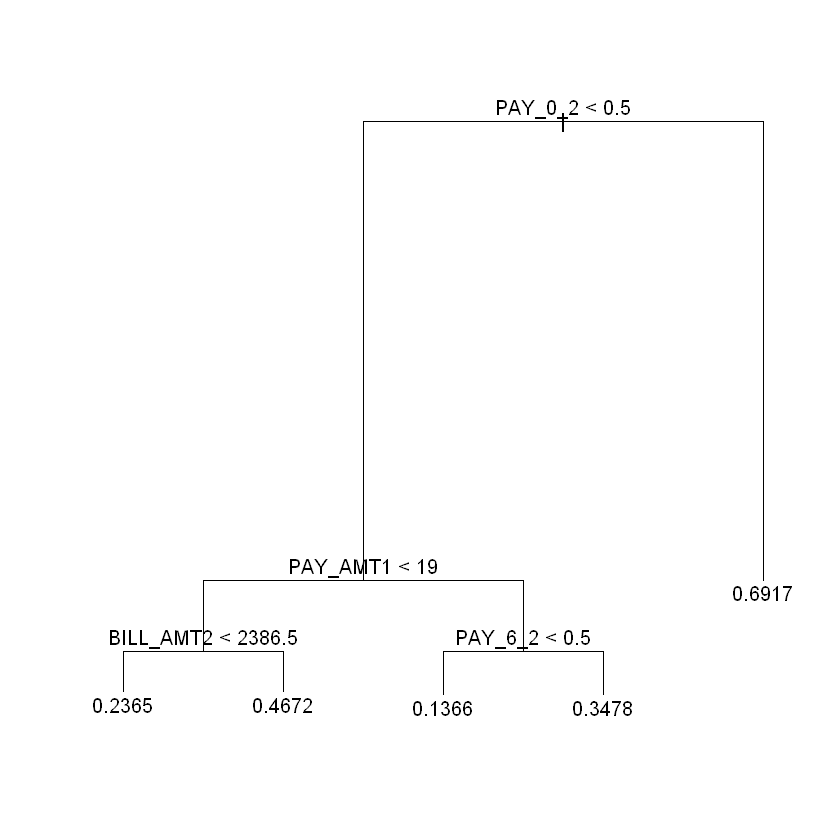 PAY_0_2 < 0.5
PAY_AMT1 < 19
0.6917
BILL_AMT2 < 2386.5
PAY_6_2 < 0.5
0.2365
0.4672
0.1366
0.3478